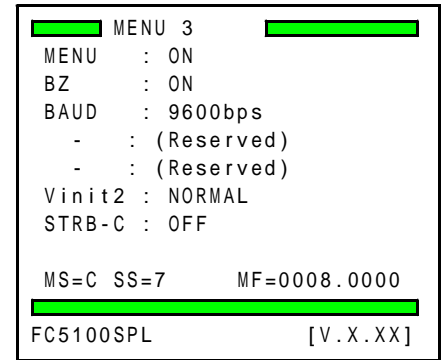 MENU 3
MENU : ON
BZ : ON
BAUD : 9600bps
- : (Reserved)
- : (Reserved)
Vinit2 : NORMAL
STRB-C : OFF
MS=C SS=7 MF=0008.0000
FC5100SPL [V.X.XX]